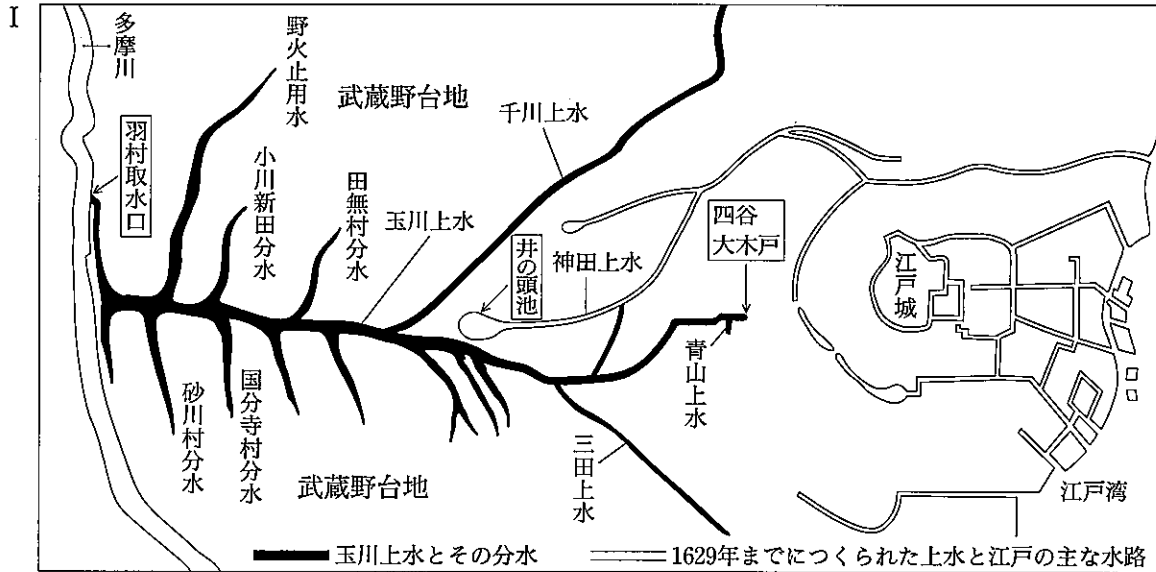 I
多摩川
野火止用水
武蔵野台地
千川上水
羽村取水口
小川新田分水
田無村分水
玉川上水
井の頭池
神田上水
四谷
大木戸
江戸城
青山上水
砂川村分水
国分寺村分水
三田上水
武蔵野台地
江戸湾
玉川上水とその分水
1629年までにつくられた上水と江戸の主な水路